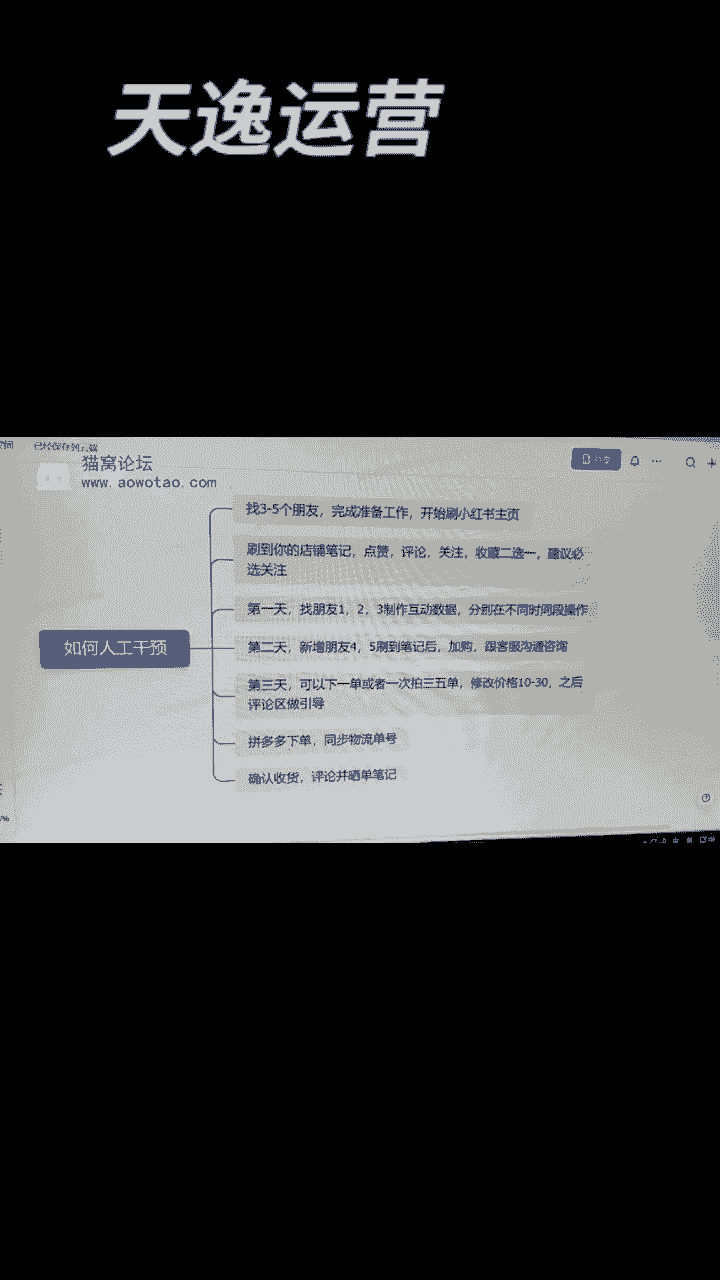 天逸运营
已经保存到云端
猫窝论坛
www.aowotao.com
找3-5个朋友，完成准备工作，开始刷小红书主页
刷到你的店铺笔记，点赞，评论，关注，收藏二选一，建议必
选关注
第一天，找朋友1，2，3制作互动数据，分别在不同时间段操作
如何人工干预
第二天，新增朋友4，5刷到笔记后，加购，跟客服沟通咨询
第三天，可以下一单或者一次拍三五单，修改价格10-30，之后
评论区做引导
拼多多下单，同步物流单号
确认收货，评论并晒单笔记